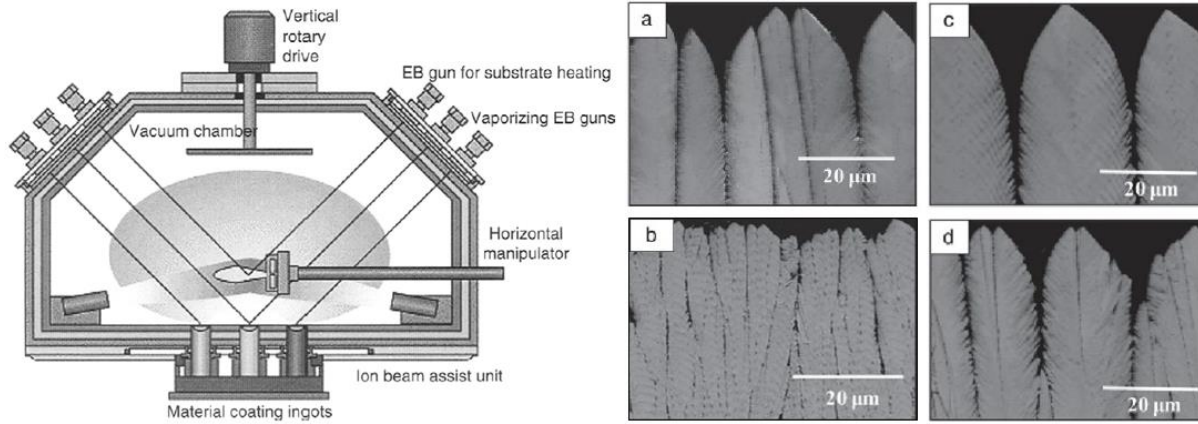 Vertical
rotary
drive
EB gun for substrate heating
Vaporizing EB guns
Vacuum chamber
Horizontal
manipulator
Ion beam assist unit
Material coating ingots
a
20 μm
c
20 μm
b
20 μm
d
20 μm